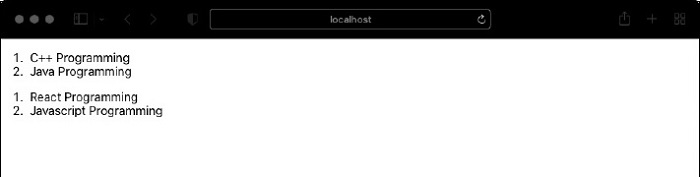 localhost
1. C++ Programming
2. Java Programming
1. React Programming
2. Javascript Programming